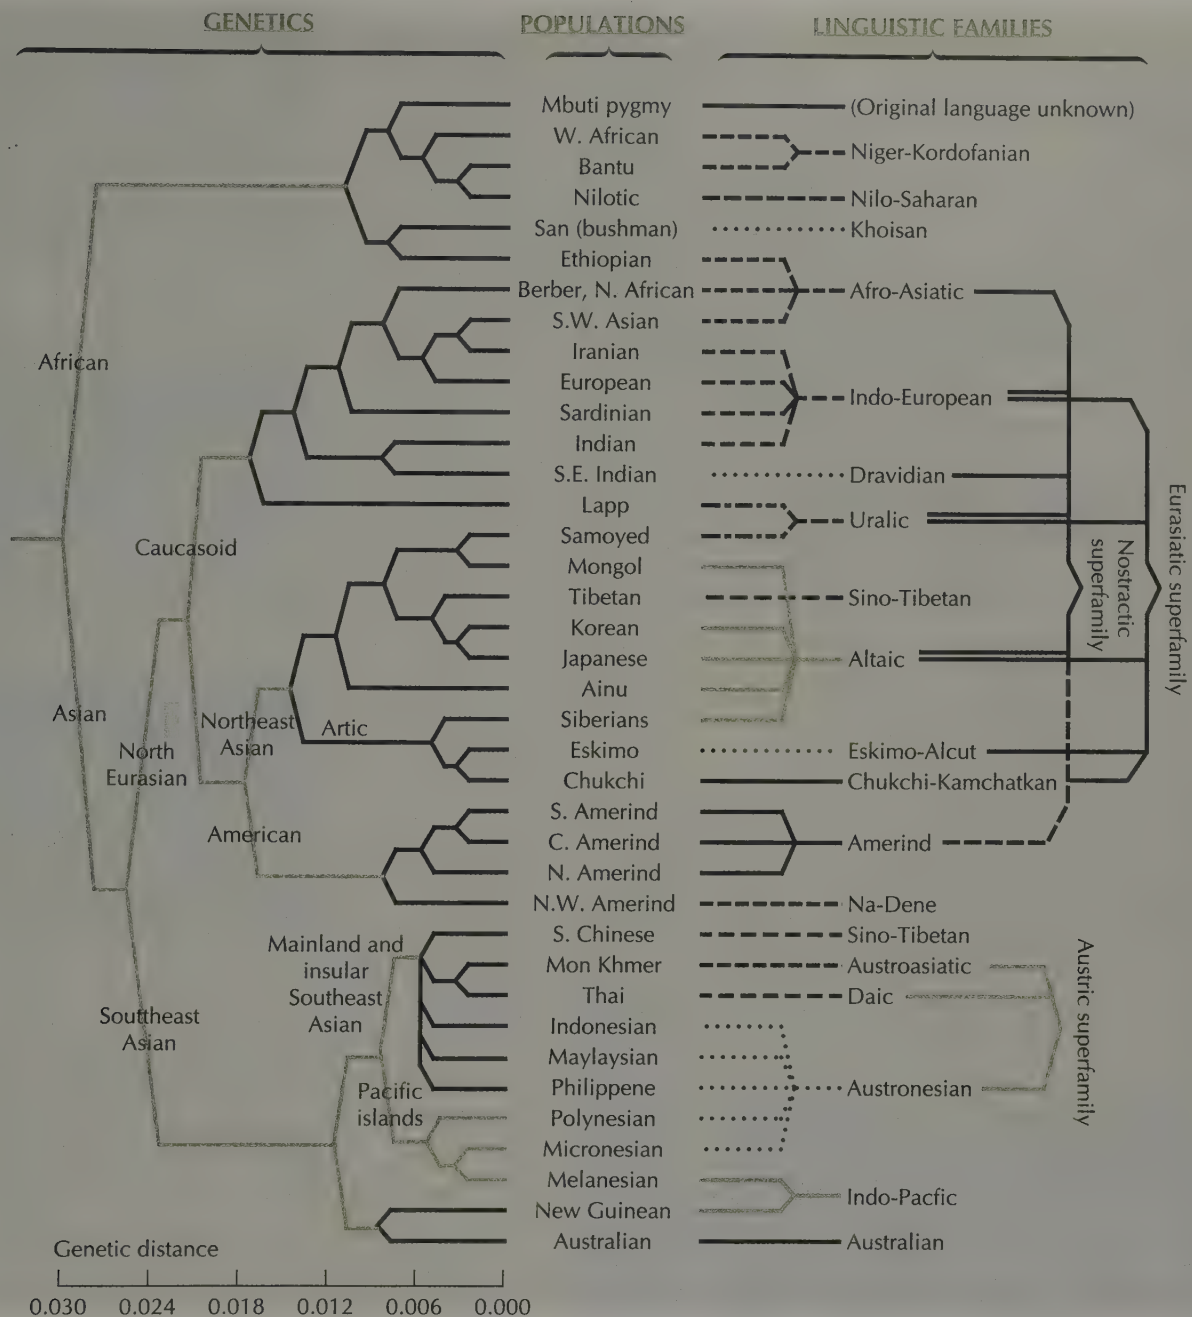 GENETICS POPULATIONS LINGUISTIC FAMILIES
Mbuti pygmy (Original language unknown)
W. African
Niger-Kordofanian
Bantu
Nilotic Nilo-Saharan
San (bushman) Khoisan
Ethiopian
Berber, N. African Afro-Asiatic
S.W. Asian
Iranian
African
European
Indo-European
Sardinian
Indian
S.E. Indian Dravidian
Lapp
Uralic
Samoyed
Caucasoid
Mongol
Tibetan Sino-Tibetan
Korean
Japanese Altaic
Ainu
Siberians
Asian
Northeast
Asian
Artic
North
Eurasian
Eskimo Eskimo-Alcut
Chukchi Chukchi-Kamchatkan
Nostractic
superfamily
Eurasiatic superfamily
S. Amerind
American
C. Amerind Amerind
N. Amerind
N.W. Amerind Na-Dene
S. Chinese Sino-Tibetan
Mainland and
insular
Southeast
Asian
Mon Khmer Austroasiatic
Thai Daic
Souttheast
Asian
Indonesian
Maylaysian
Philippene Austronesian
Austric superfamily
Pacific
islands
Polynesian
Micronesian
Melanesian
Indo-Pacfic
New Guinean
Australian Australian
Genetic distance
0.030 0.024 0.018 0.012 0.006 0.000